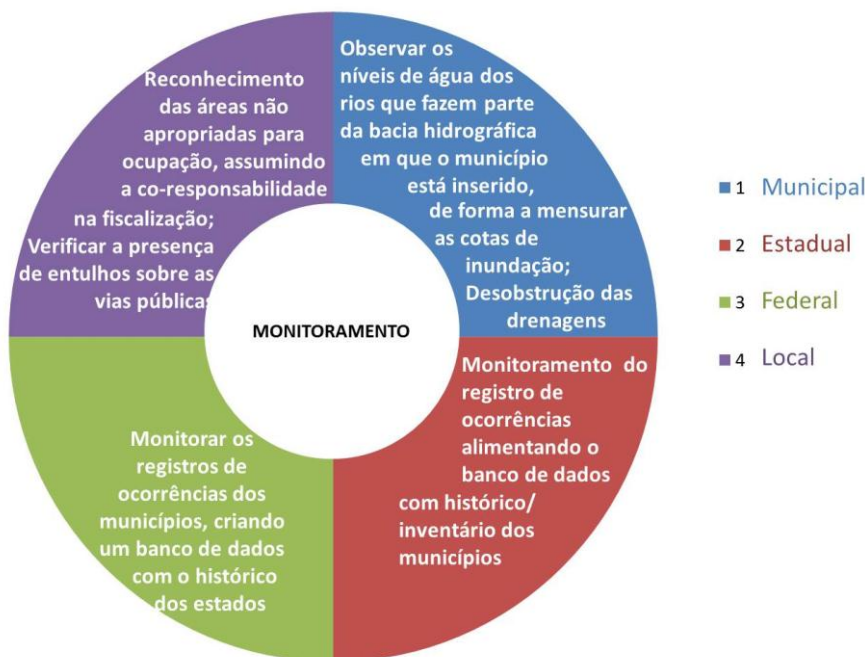 Reconhecimento
das áreas não
apropriadas para
ocupação, assumindo
a co-responsabilidade
na fiscalização;
Verificar a presença
de entulhos sobre as
vias públicas
Observar os
níveis de água dos
rios que fazem parte
da bacia hidrográfica
em que o município
está inserido,
de forma a mensurar
as cotas de
inundação;
Desobstrução das
drenagens
MONITORAMENTO
Monitorar os
registros de
ocorrências dos
municípios, criando
um banco de dados
com o histórico
dos estados
Monitoramento do
registro de
ocorrências
alimentando o
banco de dados
com histórico/
inventário dos
municípios
1 Municipal
2 Estadual
3 Federal
4 Local